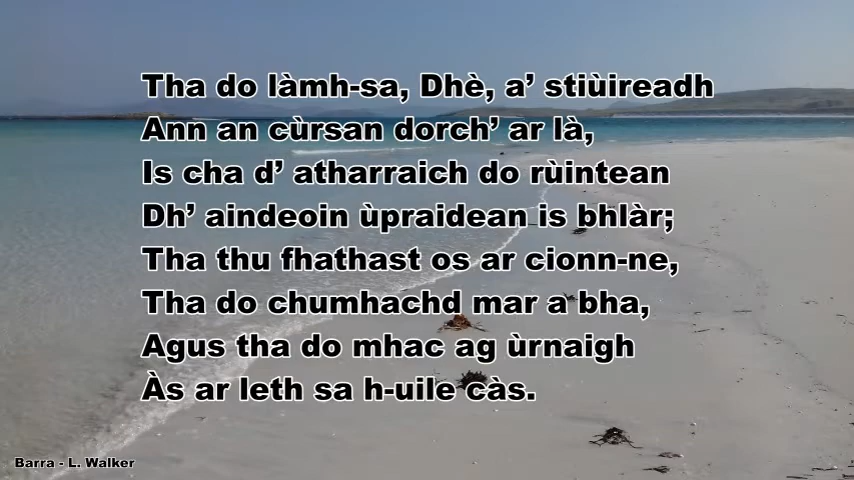 Tha do làmh-sa, Dhè, a’ stiùireadh
Ann an cùrsan dorch’ ar là,
Is cha d’ atharraich do rùintean
Dh’ aindeoin ùpraidean is bhlàr;
Tha thu fhathast os ar cionn-ne,
Tha do chumhachd mar a bha,
Agus tha do mhac ag ùrnaigh
Às ar leth sa h-uile càs.
Barra - L. Walker